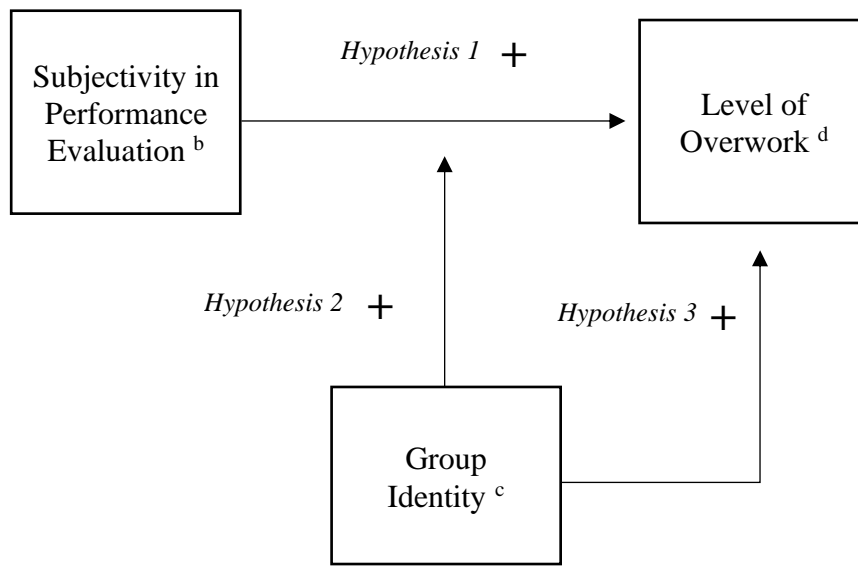 Hypothesis 1 +
Subjectivity in
Performance
Evaluation b
Level of
Overwork d
Hypothesis 2 +
Hypothesis 3 +
Group
Identity c